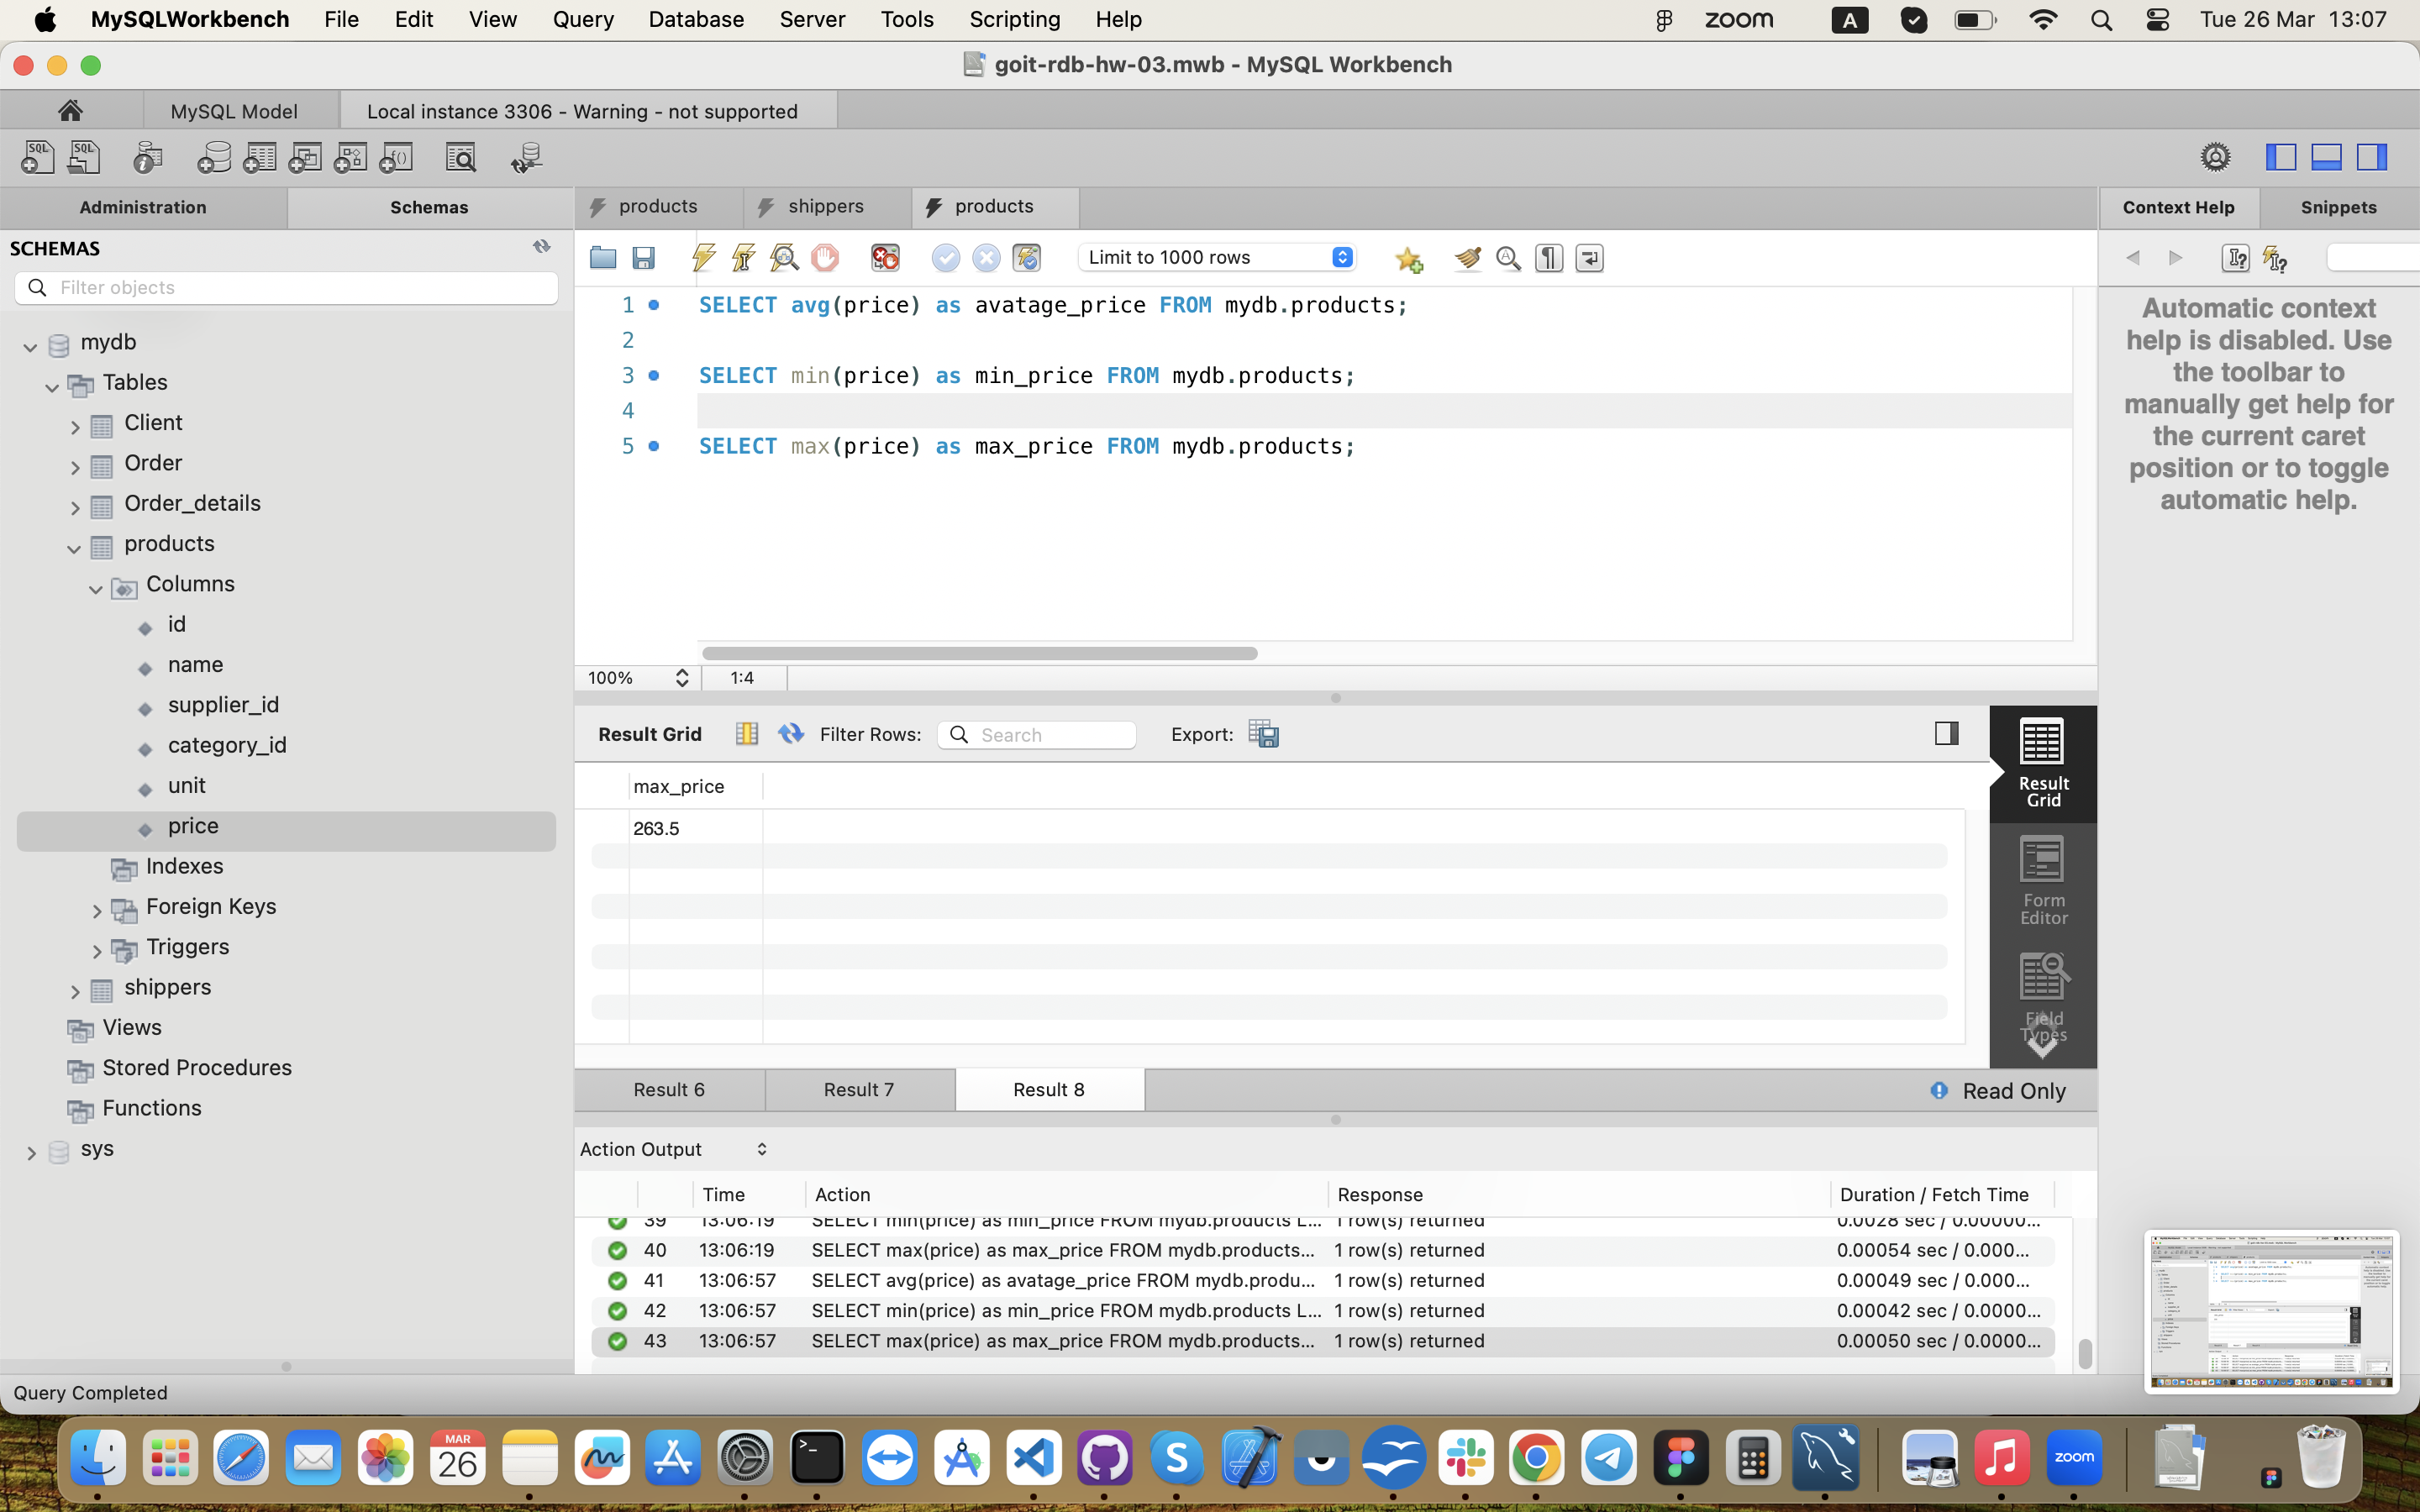 MySQLWorkbench File Edit View Query Database Server Tools Scripting Help zoom A Tue 26 Mar 13:07
goit-rdb-hw-03.mwb - MySQL Workbench
MySQL Model Local instance 3306 - Warning - not supported
Administration Schemas products shippers products Context Help Snippets
SCHEMAS
Filter objects
Limit to 1000 rows
mydb
Tables
Client
Order
Order_details
products
Columns
id
name
supplier_id
category_id
unit
price
Indexes
Foreign Keys
Triggers
shippers
Views
Stored Procedures
Functions
sys
1 SELECT avg(price) as avatage_price FROM mydb.products;
2
3 SELECT min(price) as min_price FROM mydb.products;
4
5 SELECT max(price) as max_price FROM mydb.products;
Automatic context
help is disabled. Use
the toolbar to
manually get help for
the current caret
position or to toggle
automatic help.
100% 1:4
Result Grid Filter Rows: Search Export:
max_price
263.5
Result
Grid
Form
Editor
Field
Types
Result 6 Result 7 Result 8 Read Only
Action Output
Time Action Response Duration / Fetch Time
39 13:06:19 SELECT min(price) as min_price FROM mydb.products L... 1 row(s) returned 0.0028 sec / 0.00000...
40 13:06:19 SELECT max(price) as max_price FROM mydb.products... 1 row(s) returned 0.00054 sec / 0.000...
41 13:06:57 SELECT avg(price) as avatage_price FROM mydb.produ... 1 row(s) returned 0.00049 sec / 0.000...
42 13:06:57 SELECT min(price) as min_price FROM mydb.products L... 1 row(s) returned 0.00042 sec / 0.0000...
43 13:06:57 SELECT max(price) as max_price FROM mydb.products... 1 row(s) returned 0.00050 sec / 0.0000...
Query Completed
MAR
26
zoom